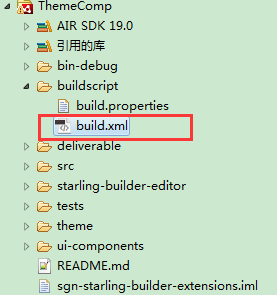 ThemeComp
AIR SDK 19.0
引用的库
bin-debug
buildscript
build.properties
build.xml
deliverable
src
starling-builder-editor
tests
theme
ui-components
README.md
sgn-starling-builder-extensions.iml